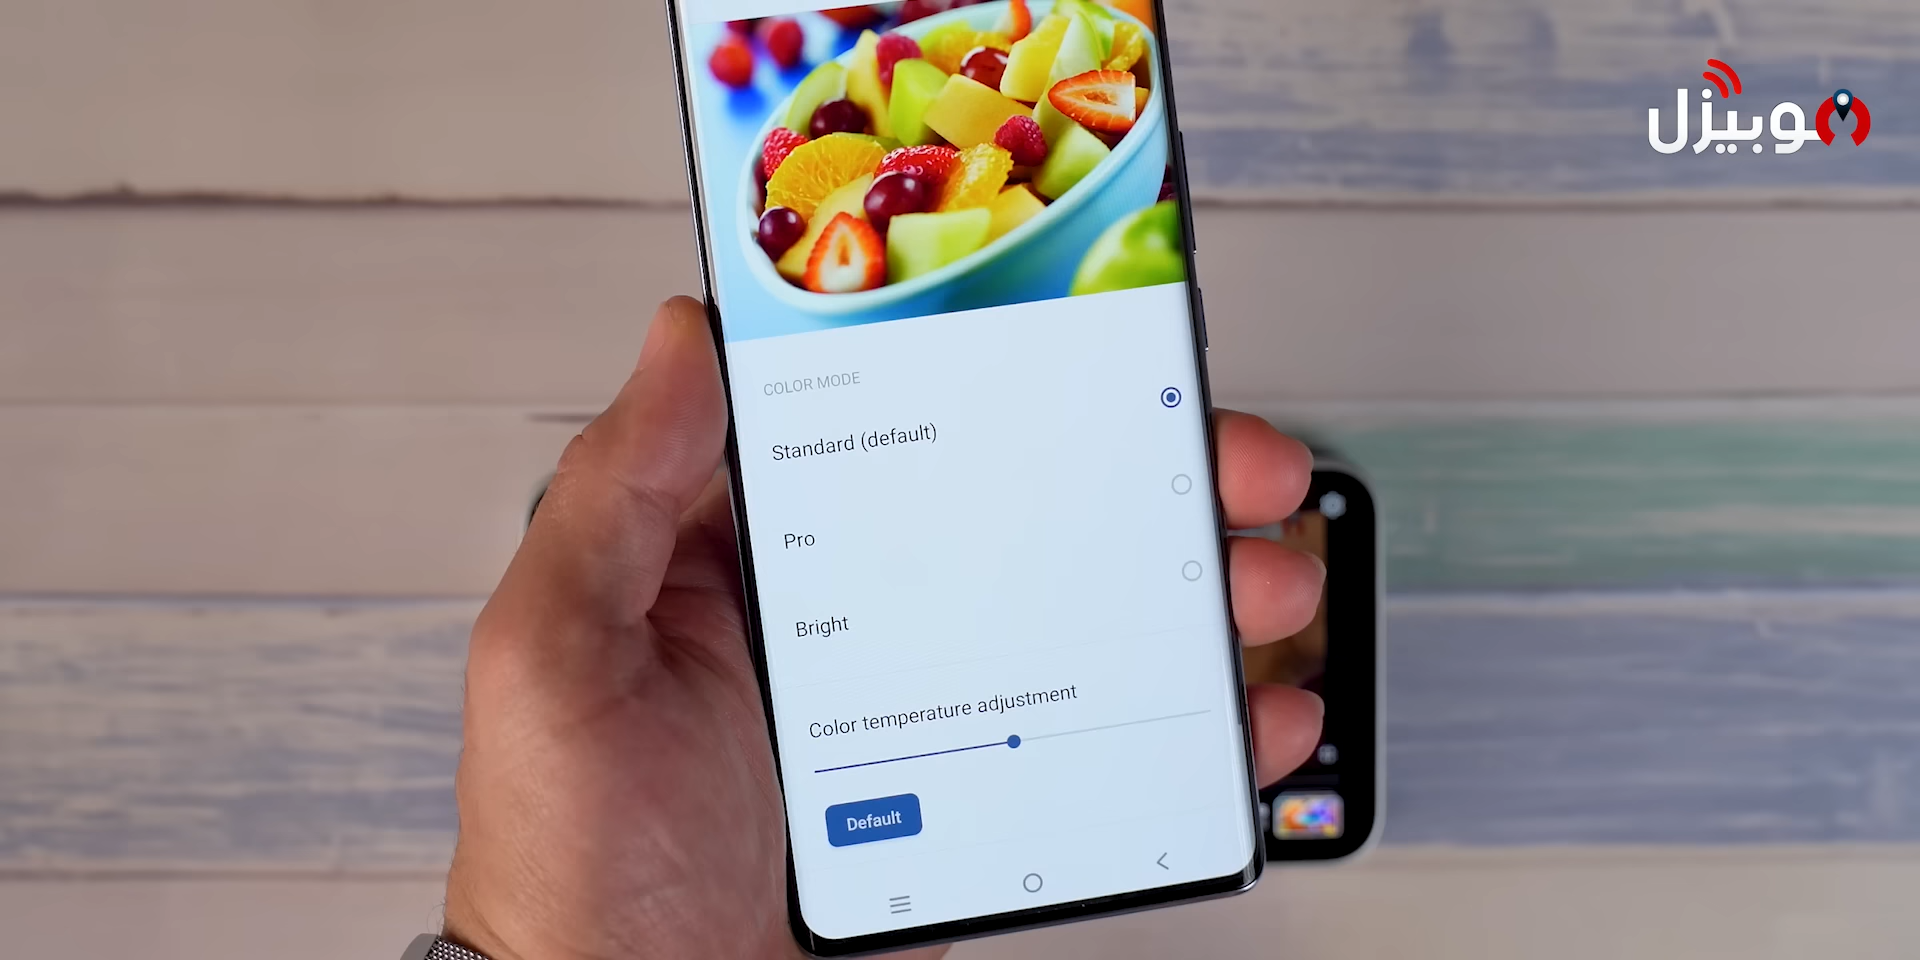 موبيزل
COLOR MODE
Standard (default)
Pro
Bright
Color temperature adjustment
Default